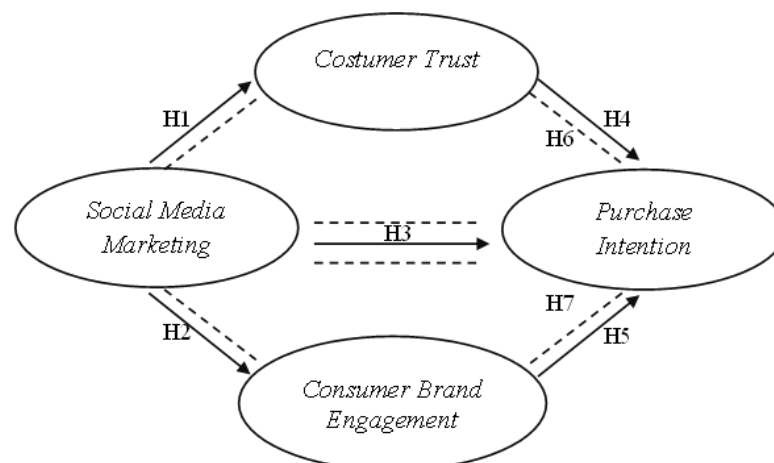 Costumer Trust
H1
H4
H6
Social Media
Marketing
H3
Purchase
Intention
H7
H2
H5
Consumer Brand
Engagement